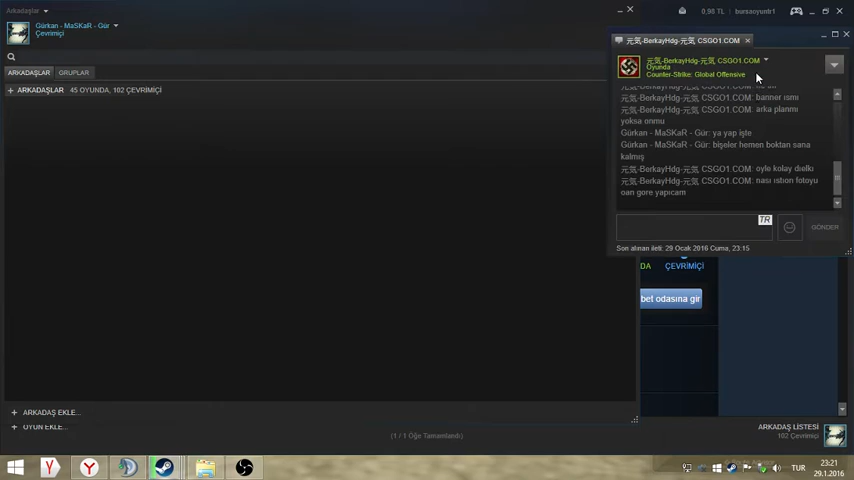 Arkadaşlar
0,98 TL
bursaoyuntr1
Gürkan - MaSKaR - Gür
Çevrimiçi
元気-BerkayHdg-元気 CSGO1.COM
元気-BerkayHdg-元気 CSGO1.COM
Oyunda
Counter-Strike: Global Offensive
ARKADAŞLAR
GRUPLAR
ARKADAŞLAR 45 OYUNDA, 102 ÇEVRİMİÇİ
元気-BerkayHdg-元気 CSGO1.COM: banner ısmı
元気-BerkayHdg-元気 CSGO1.COM: arka planmı
yoksa onmu
Gürkan - MaSKaR - Gür: ya yap işte
Gürkan - MaSKaR - Gür: bişeler hemen boktan sana
kalmış
元気-BerkayHdg-元気 CSGO1.COM: oyle kolay dıelkı
元気-BerkayHdg-元気 CSGO1.COM: nası ıstıon fotoyu
oan gore yapıcam
TR
GÖNDER
Son alınan ileti: 29 Ocak 2016 Cuma, 23:15
DA
ÇEVRİMİÇİ
bet odasına gir
+ ARKADAŞ EKLE...
+ OYUN EKLE...
(1 / 1 Öğe Tamamlandı)
ARKADAŞ LİSTESİ
102 Çevrimiçi
TUR
23:21
29.1.2016